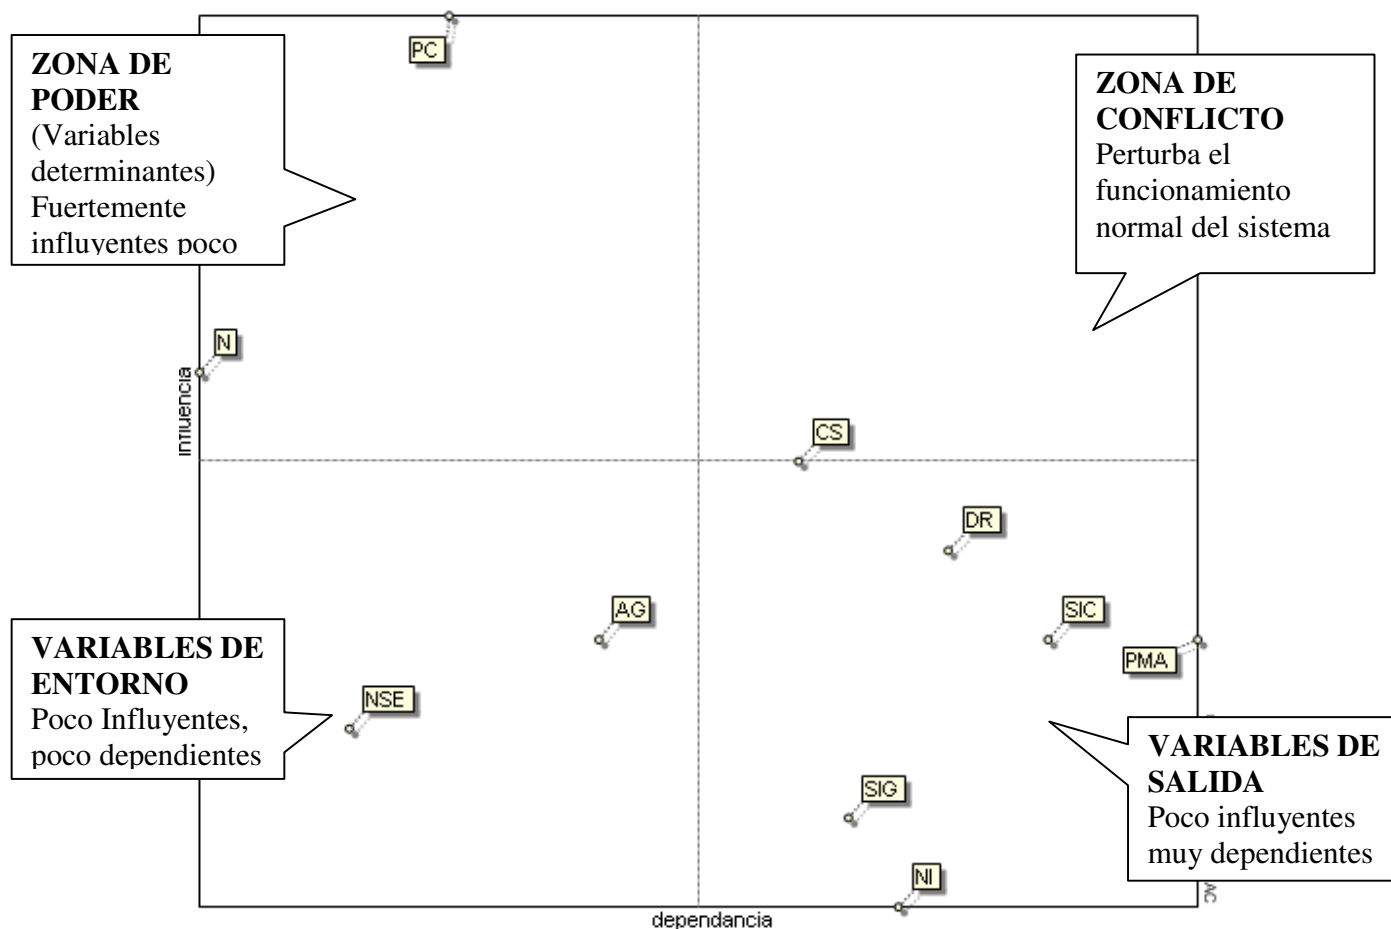 PC
ZONA DE
PODER
(Variables
determinantes)
Fuertemente
influyentes poco
ZONA DE
CONFLICTO
Perturba el
funcionamiento
normal del sistema
N
influencia
CS
DR
AG
SIC
PMA
VARIABLES DE
ENTORNO
Poco Influyentes,
poco dependientes
NSE
VARIABLES DE
SALIDA
Poco influyentes
muy dependientes
SIG
NI
dependancia